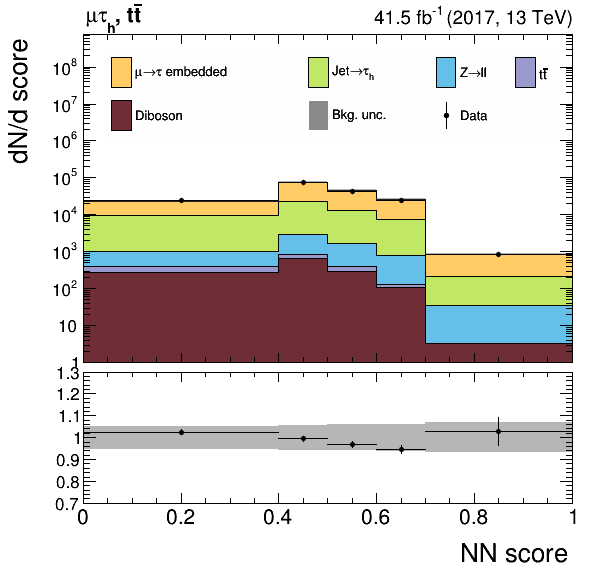 μτh, tt̄ 41.5 fb⁻¹ (2017, 13 TeV)
dN/d score
μ→τ embedded Jet→τh Z→ll tt̄
Diboson Bkg. unc. Data
10⁸
10⁷
10⁶
10⁵
10⁴
10³
10²
10
1
1.3
1.2
1.1
1
0.9
0.8
0.7
0 0.2 0.4 0.6 0.8 1
NN score